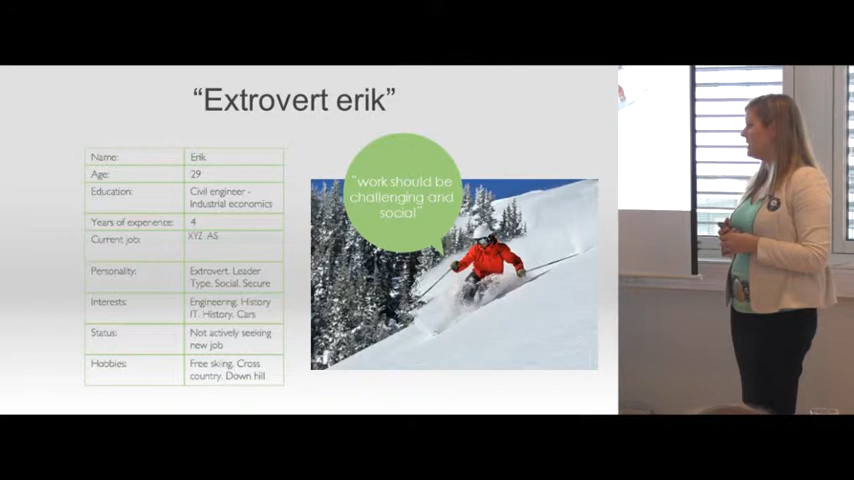 “Extrovert erik”
Name: Erik
Age: 29
Education: Civil engineer -
Industrial economics
Years of experience: 4
Current job: XYZ AS
Personality: Extrovert, Leader
Type, Social, Secure
Interests: Engineering, History
IT, History, Cars
Status: Not actively seeking
new job
Hobbies: Free skiing, Cross
country, Down hill
“work should be
challenging and
social”